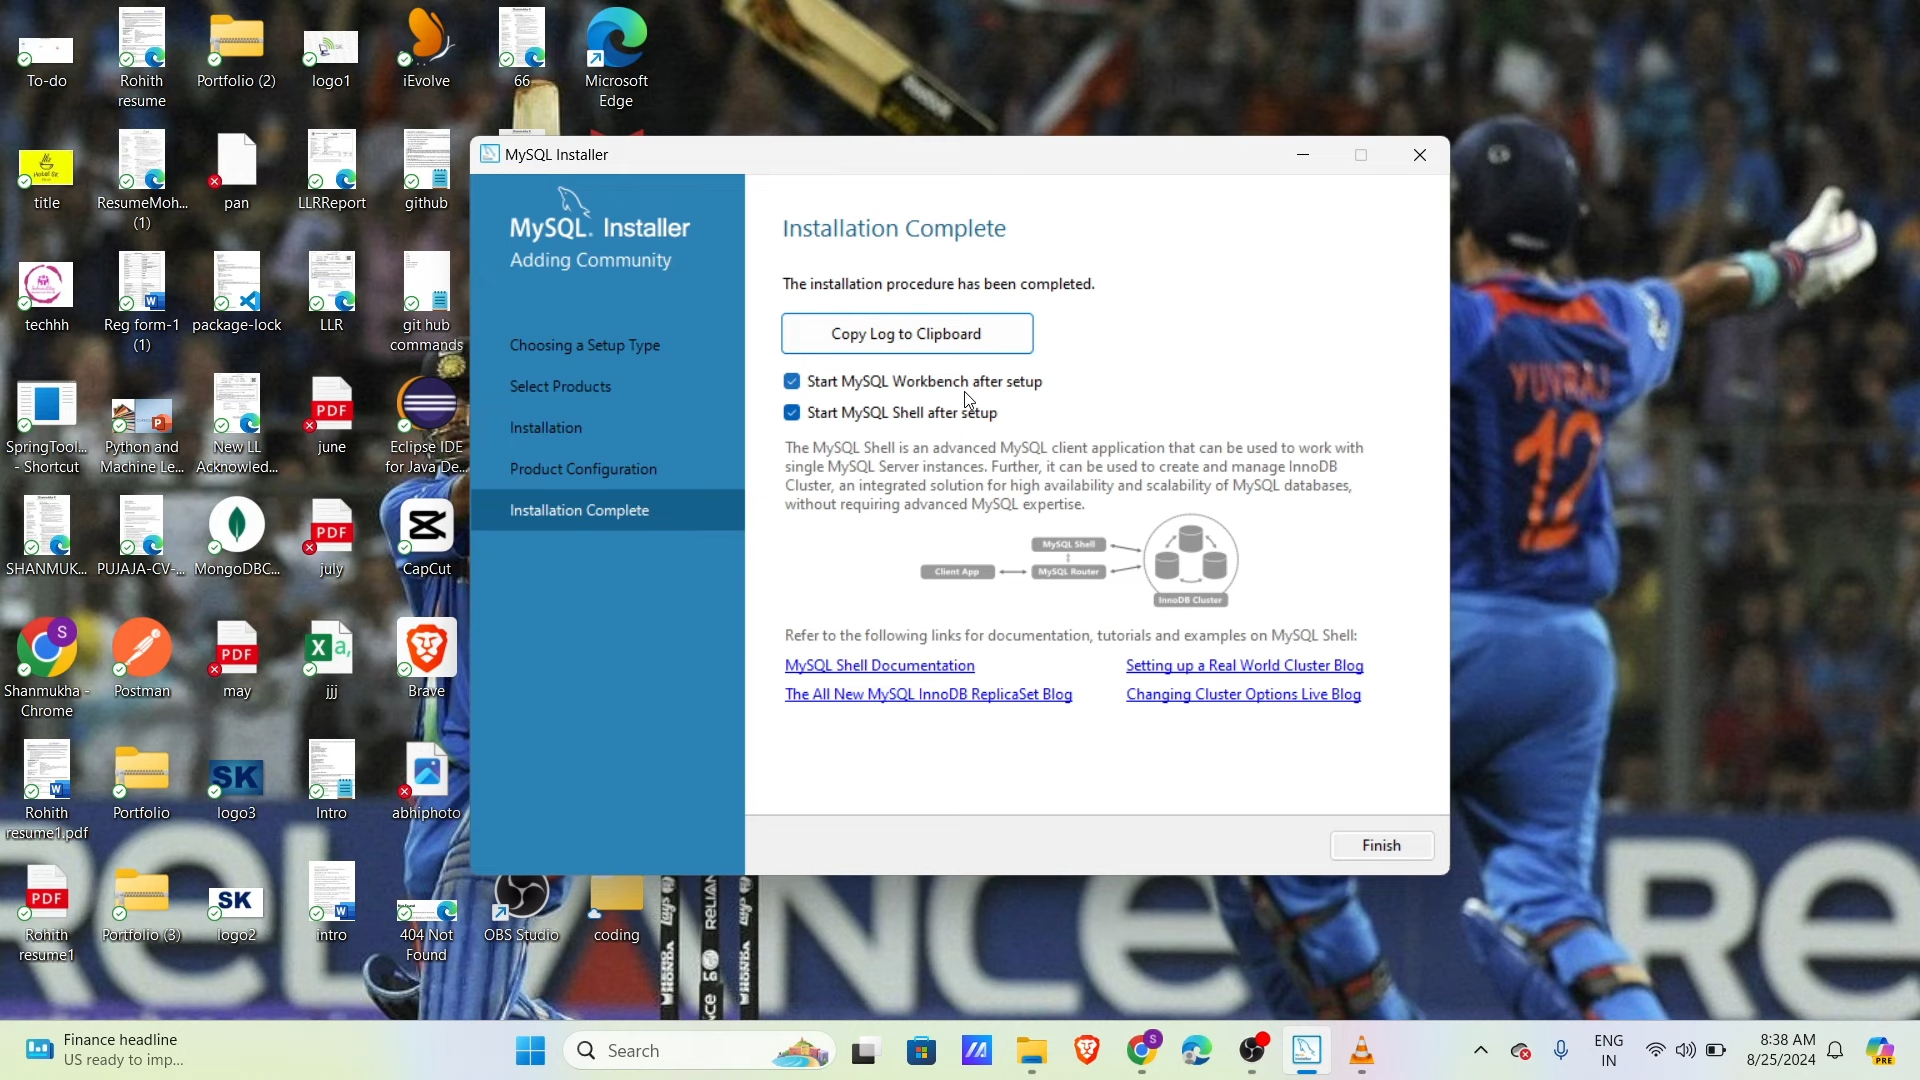 To-do
Rohith
resume
Portfolio (2)
logo1
iEvolve
66
Microsoft
Edge
title
ResumeMoh...
(1)
pan
LLRReport
github
techhh
Reg form-1
(1)
package-lock
LLR
git hub
commands
SpringTool...
- Shortcut
Python and
Machine Le...
New LL
Acknowled...
PDF
june
Eclipse IDE
for Java De...
SHANMUK...
PUJAJA-CV-...
MongoDBC...
PDF
july
CapCut
Shanmukha -
Chrome
Postman
PDF
may
jjj
Brave
Rohith
resume1.pdf
Portfolio
SK
logo3
Intro
abhiphoto
PDF
Rohith
resume1
Portfolio (3)
SK
logo2
intro
404 Not
Found
OBS Studio
coding
MySQL Installer
MySQL. Installer
Adding Community
Choosing a Setup Type
Select Products
Installation
Product Configuration
Installation Complete
Installation Complete
The installation procedure has been completed.
Copy Log to Clipboard
Start MySQL Workbench after setup
Start MySQL Shell after setup
The MySQL Shell is an advanced MySQL client application that can be used to work with
single MySQL Server instances. Further, it can be used to create and manage InnoDB
Cluster, an integrated solution for high availability and scalability of MySQL databases,
without requiring advanced MySQL expertise.
MySQL Shell
Client App
MySQL Router
InnoDB Cluster
Refer to the following links for documentation, tutorials and examples on MySQL Shell:
MySQL Shell Documentation
Setting up a Real World Cluster Blog
The All New MySQL InnoDB ReplicaSet Blog
Changing Cluster Options Live Blog
Finish
YUVRAJ
12
RELIANCE
Finance headline
US ready to imp...
Search
ENG
IN
8:38 AM
8/25/2024